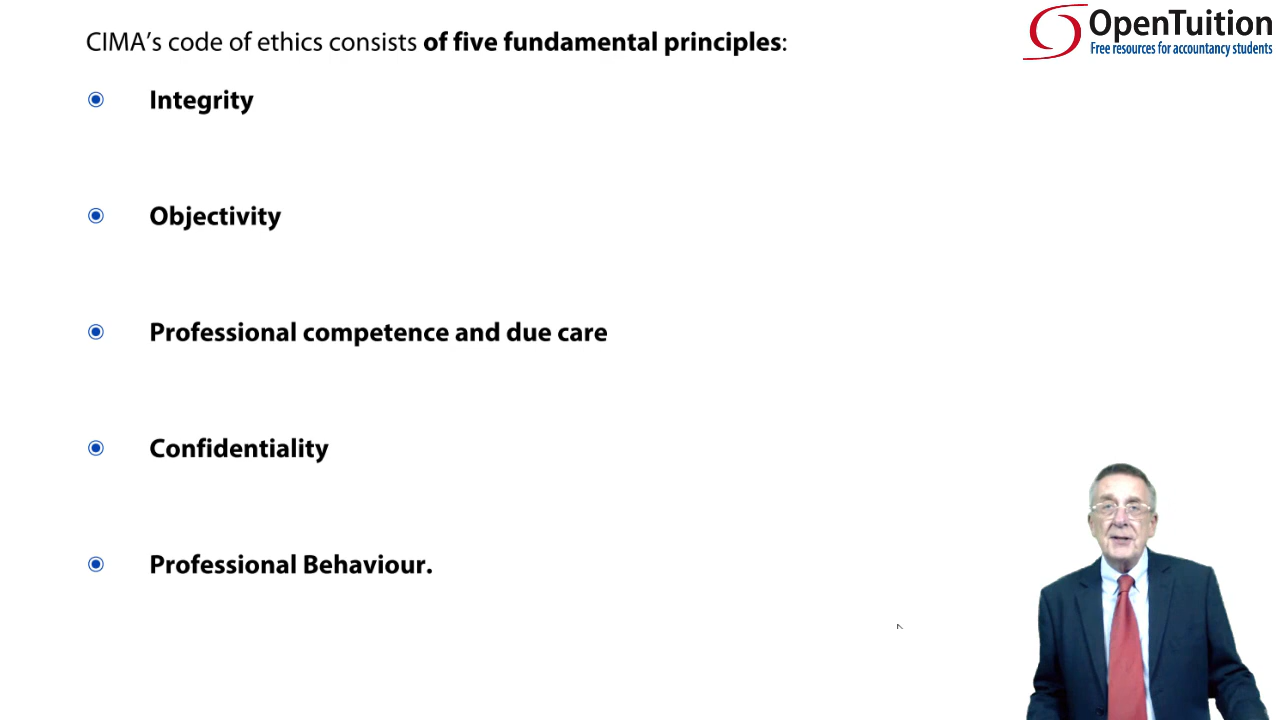 CIMA’s code of ethics consists of five fundamental principles:
Integrity
Objectivity
Professional competence and due care
Confidentiality
Professional Behaviour.
OpenTuition
Free resources for accountancy students